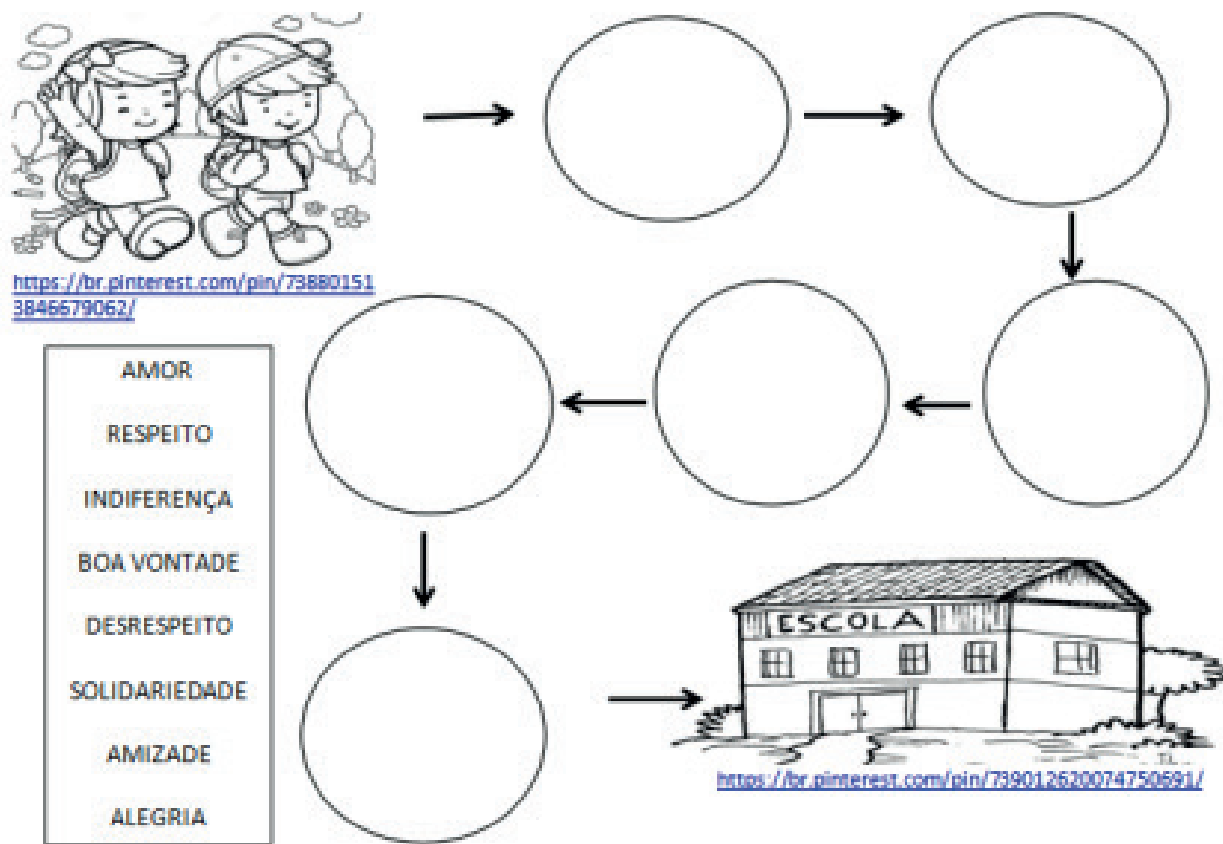 https://br.pinterest.com/pin/73880151
3846679062/
AMOR
RESPEITO
INDIFERENÇA
BOA VONTADE
DESRESPEITO
SOLIDARIEDADE
AMIZADE
ALEGRIA
ESCOLA
https://br.pinterest.com/pin/739012620074750691/